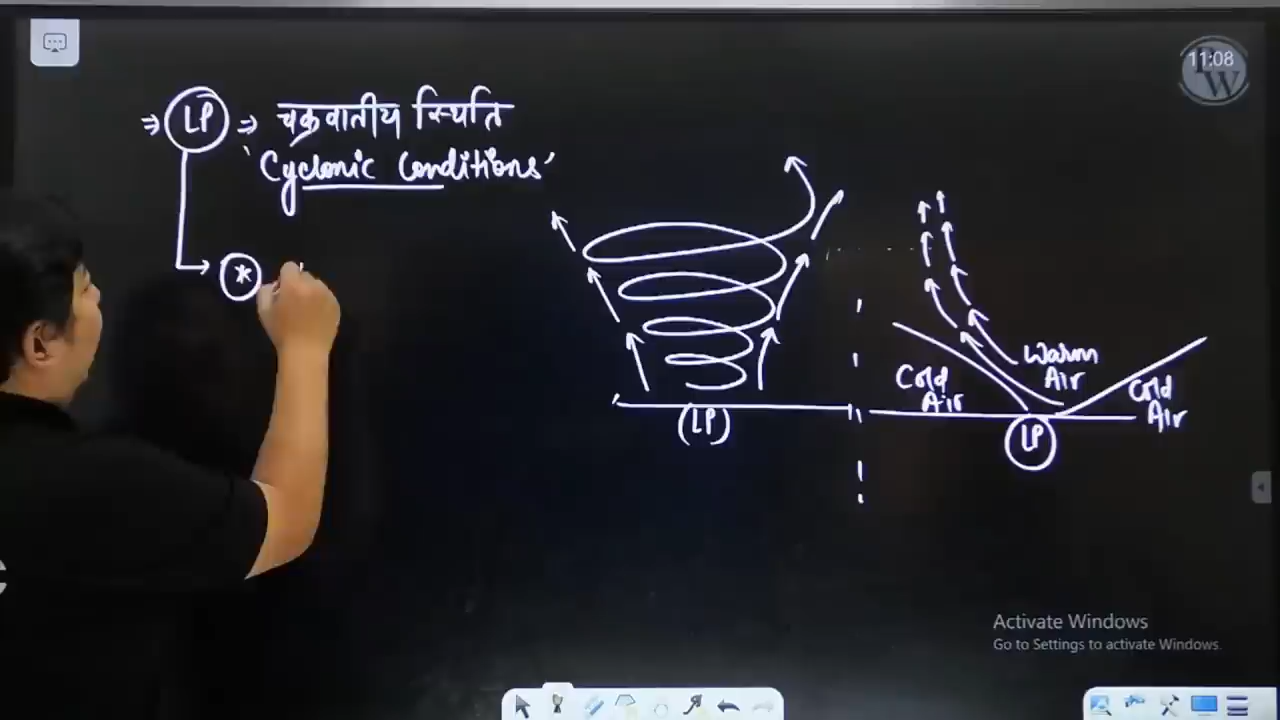 11:08
PW
⇒ LP ⇒ चक्रवातीय स्थिति
'Cyclonic Conditions'
*
(LP)
Cold
Air
Warm
Air
Cold
Air
LP
Activate Windows
Go to Settings to activate Windows.